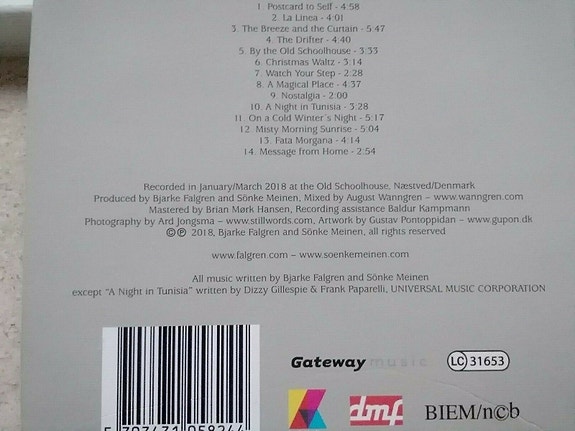 1. Postcard to Self - 4:58
2. La Linea - 4:01
3. The Breeze and the Curtain - 5:47
4. The Drifter - 4:40
5. By the Old Schoolhouse - 3:33
6. Christmas Waltz - 3:14
7. Watch Your Step - 2:28
8. A Magical Place - 4:37
9. Nostalgia - 2:00
10. A Night in Tunisia - 3:28
11. On a Cold Winter´s Night - 5:17
12. Misty Morning Sunrise - 5:04
13. Fata Morgana - 4:14
14. Message from Home - 2:54
Recorded in January/March 2018 at the Old Schoolhouse, Næstved/Denmark
Produced by Bjarke Falgren and Sönke Meinen, Mixed by August Wanngren – www.wanngren.com
Mastered by Brian Mørk Hansen, Recording assistance Baldur Kampmann
Photography by Ard Jongsma – www.stillwords.com, Artwork by Gustav Pontoppidan - www.gupon.dk
©℗ 2018, Bjarke Falgren and Sönke Meinen, all rights reserved
www.falgren.com – www.soenkemeinen.com
All music written by Bjarke Falgren and Sönke Meinen
except “A Night in Tunisia” written by Dizzy Gillespie & Frank Paparelli, UNIVERSAL MUSIC CORPORATION
Gateway music LC 31653
dmf BIEM/n©b
5 707471 058244